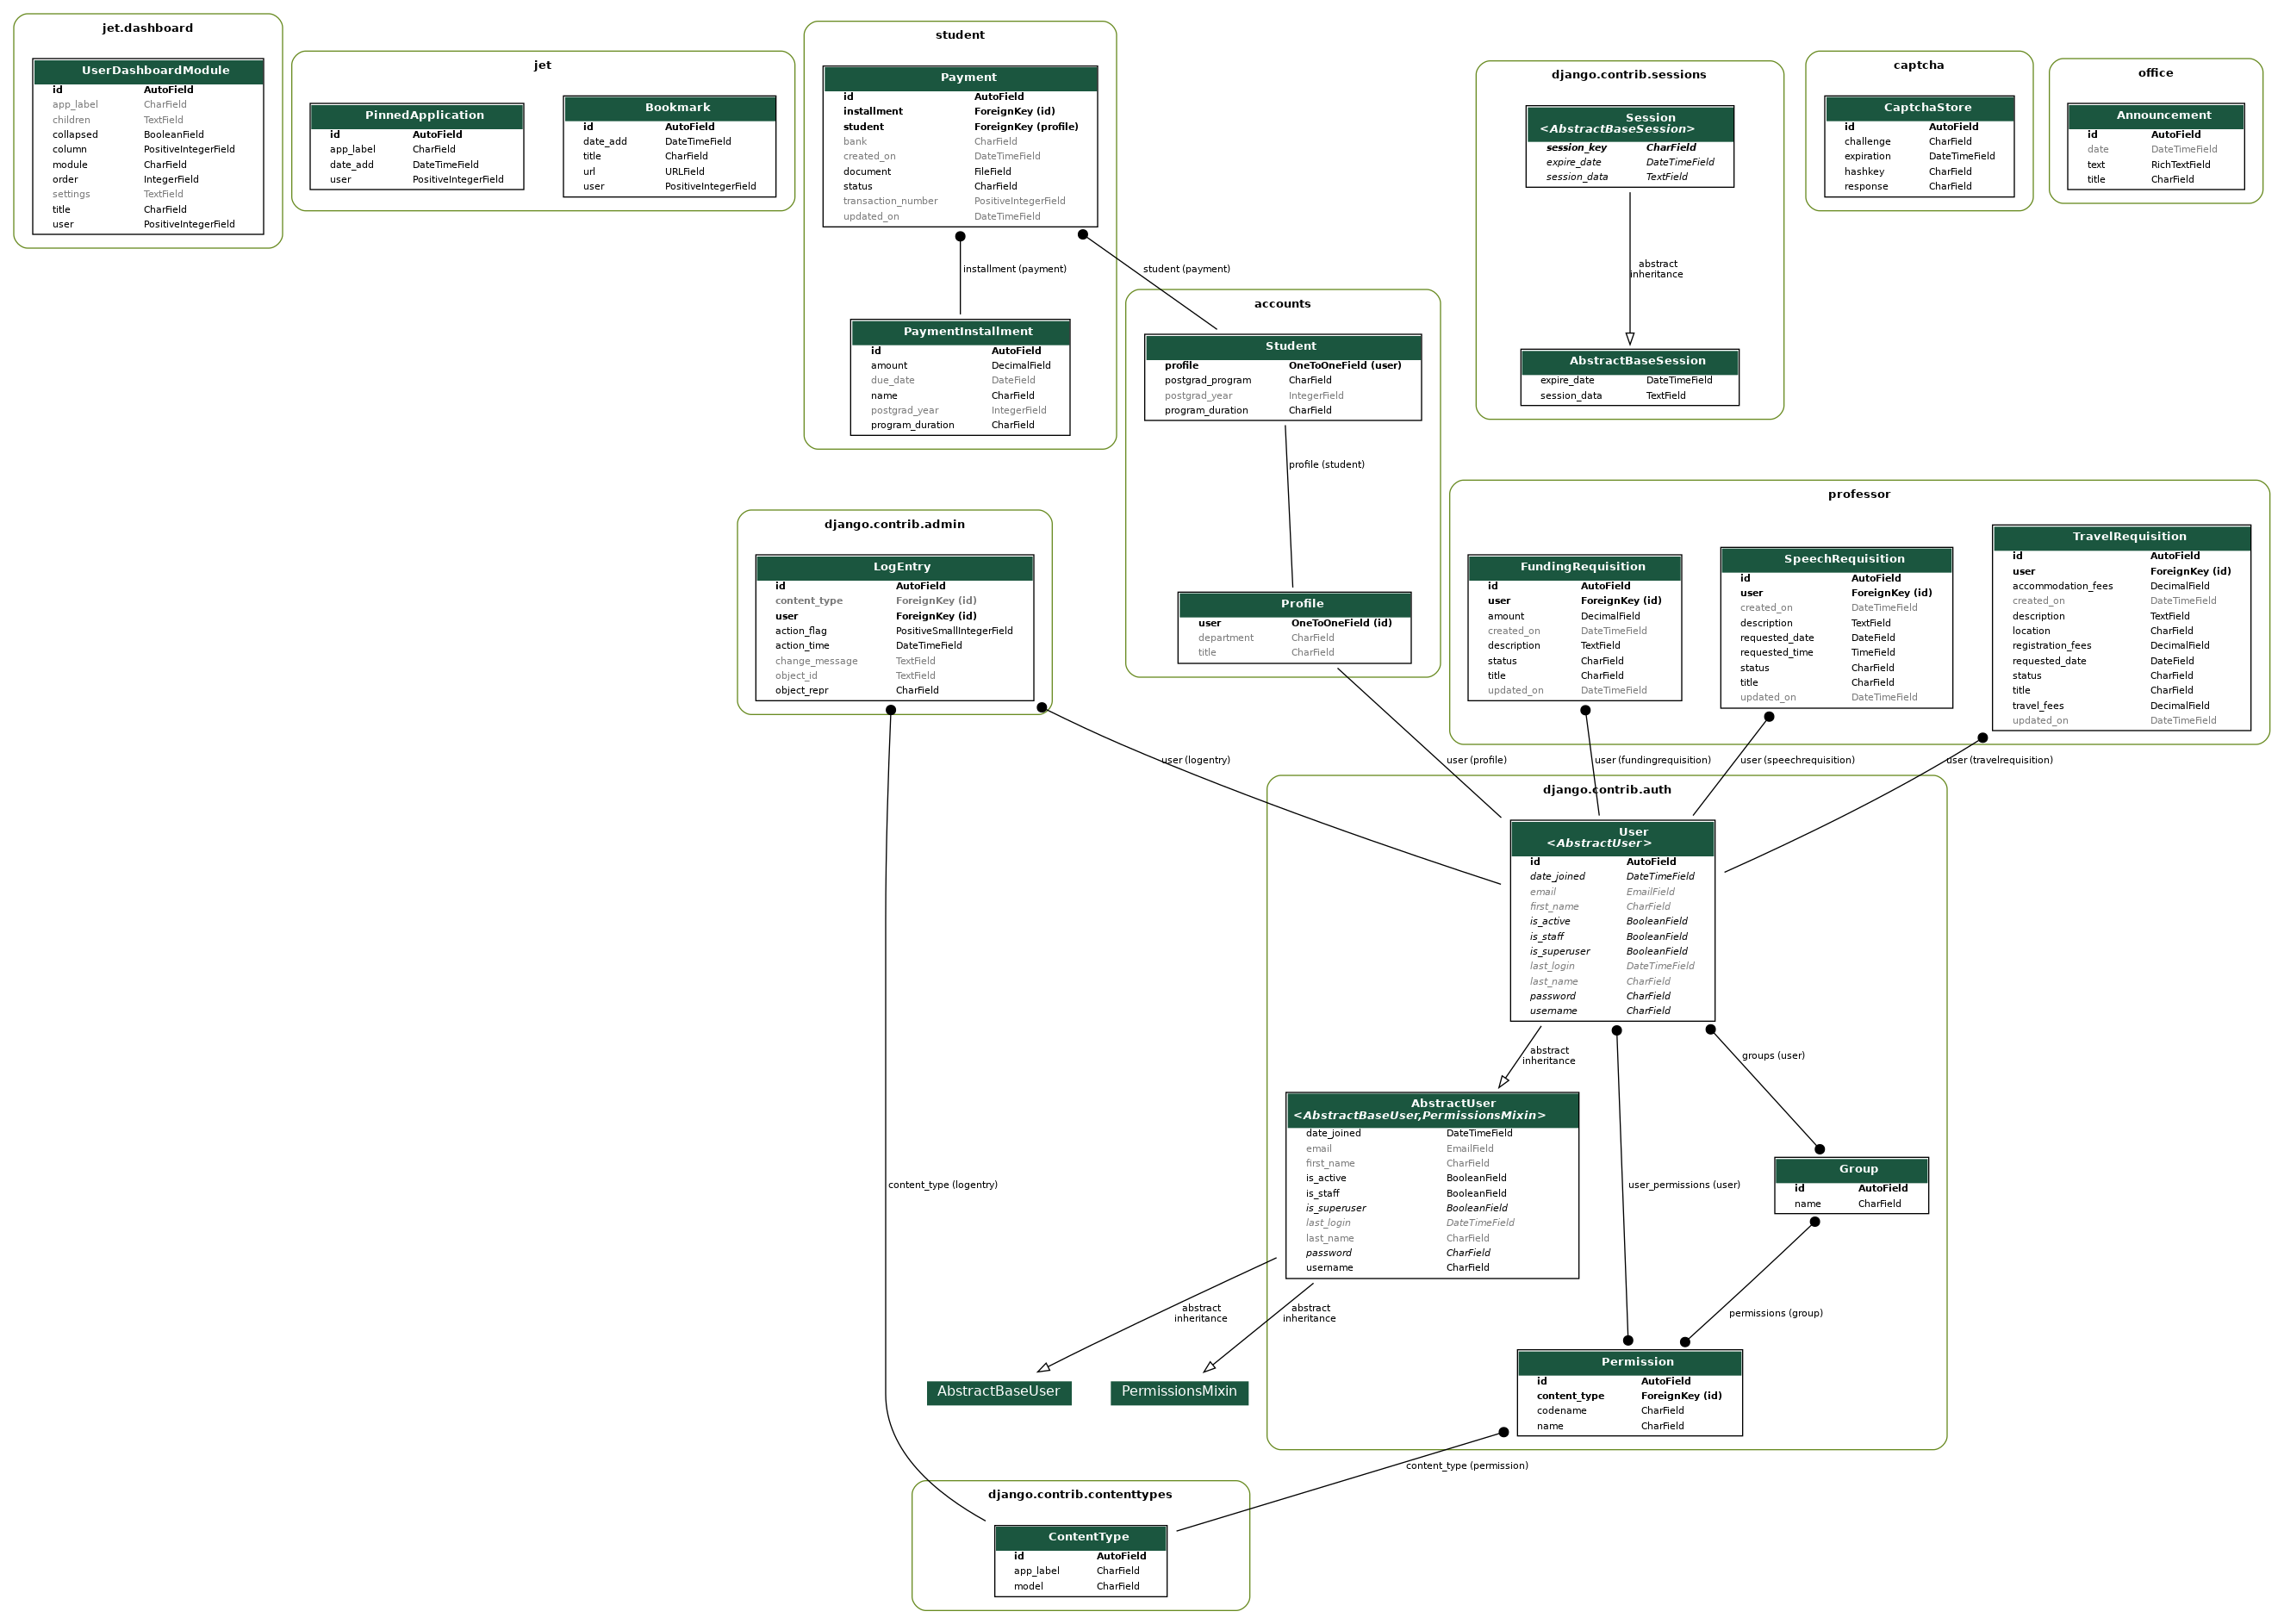 jet.dashboard
UserDashboardModule
id AutoField
app_label CharField
children TextField
collapsed BooleanField
column PositiveIntegerField
module CharField
order IntegerField
settings TextField
title CharField
user PositiveIntegerField
jet
PinnedApplication
id AutoField
app_label CharField
date_add DateTimeField
user PositiveIntegerField
Bookmark
id AutoField
date_add DateTimeField
title CharField
url URLField
user PositiveIntegerField
student
Payment
id AutoField
installment ForeignKey (id)
student ForeignKey (profile)
bank CharField
created_on DateTimeField
document FileField
status CharField
transaction_number PositiveIntegerField
updated_on DateTimeField
installment (payment)
student (payment)
PaymentInstallment
id AutoField
amount DecimalField
due_date DateField
name CharField
postgrad_year IntegerField
program_duration CharField
accounts
Student
profile OneToOneField (user)
postgrad_program CharField
postgrad_year IntegerField
program_duration CharField
profile (student)
Profile
user OneToOneField (id)
department CharField
title CharField
django.contrib.sessions
Session
<AbstractBaseSession>
session_key CharField
expire_date DateTimeField
session_data TextField
abstract
inheritance
AbstractBaseSession
expire_date DateTimeField
session_data TextField
captcha
CaptchaStore
id AutoField
challenge CharField
expiration DateTimeField
hashkey CharField
response CharField
office
Announcement
id AutoField
date DateTimeField
text RichTextField
title CharField
django.contrib.admin
LogEntry
id AutoField
content_type ForeignKey (id)
user ForeignKey (id)
action_flag PositiveSmallIntegerField
action_time DateTimeField
change_message TextField
object_id TextField
object_repr CharField
professor
FundingRequisition
id AutoField
user ForeignKey (id)
amount DecimalField
created_on DateTimeField
description TextField
status CharField
title CharField
updated_on DateTimeField
SpeechRequisition
id AutoField
user ForeignKey (id)
created_on DateTimeField
description TextField
requested_date DateField
requested_time TimeField
status CharField
title CharField
updated_on DateTimeField
TravelRequisition
id AutoField
user ForeignKey (id)
accommodation_fees DecimalField
created_on DateTimeField
description TextField
location CharField
registration_fees DecimalField
requested_date DateField
status CharField
title CharField
travel_fees DecimalField
updated_on DateTimeField
user (logentry)
user (profile)
user (fundingrequisition)
user (speechrequisition)
user (travelrequisition)
django.contrib.auth
User
<AbstractUser>
id AutoField
date_joined DateTimeField
email EmailField
first_name CharField
is_active BooleanField
is_staff BooleanField
is_superuser BooleanField
last_login DateTimeField
last_name CharField
password CharField
username CharField
abstract
inheritance
groups (user)
AbstractUser
<AbstractBaseUser,PermissionsMixin>
date_joined DateTimeField
email EmailField
first_name CharField
is_active BooleanField
is_staff BooleanField
is_superuser BooleanField
last_login DateTimeField
last_name CharField
password CharField
username CharField
content_type (logentry)
user_permissions (user)
Group
id AutoField
name CharField
abstract
inheritance
abstract
inheritance
permissions (group)
AbstractBaseUser
PermissionsMixin
Permission
id AutoField
content_type ForeignKey (id)
codename CharField
name CharField
content_type (permission)
django.contrib.contenttypes
ContentType
id AutoField
app_label CharField
model CharField